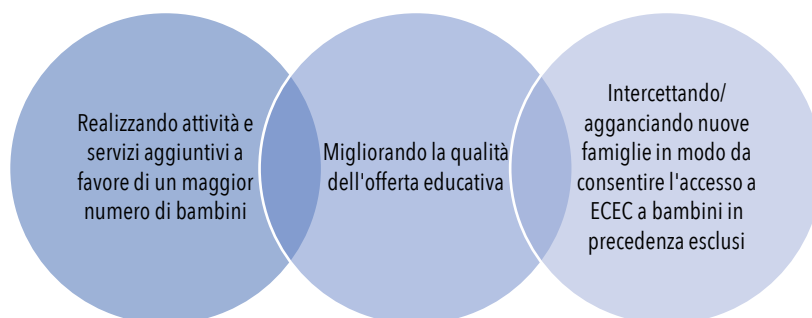 Realizzando attività e
servizi aggiuntivi a
favore di un maggior
numero di bambini
Migliorando la qualità
dell'offerta educativa
Intercettando/
agganciando nuove
famiglie in modo da
consentire l'accesso a
ECEC a bambini in
precedenza esclusi